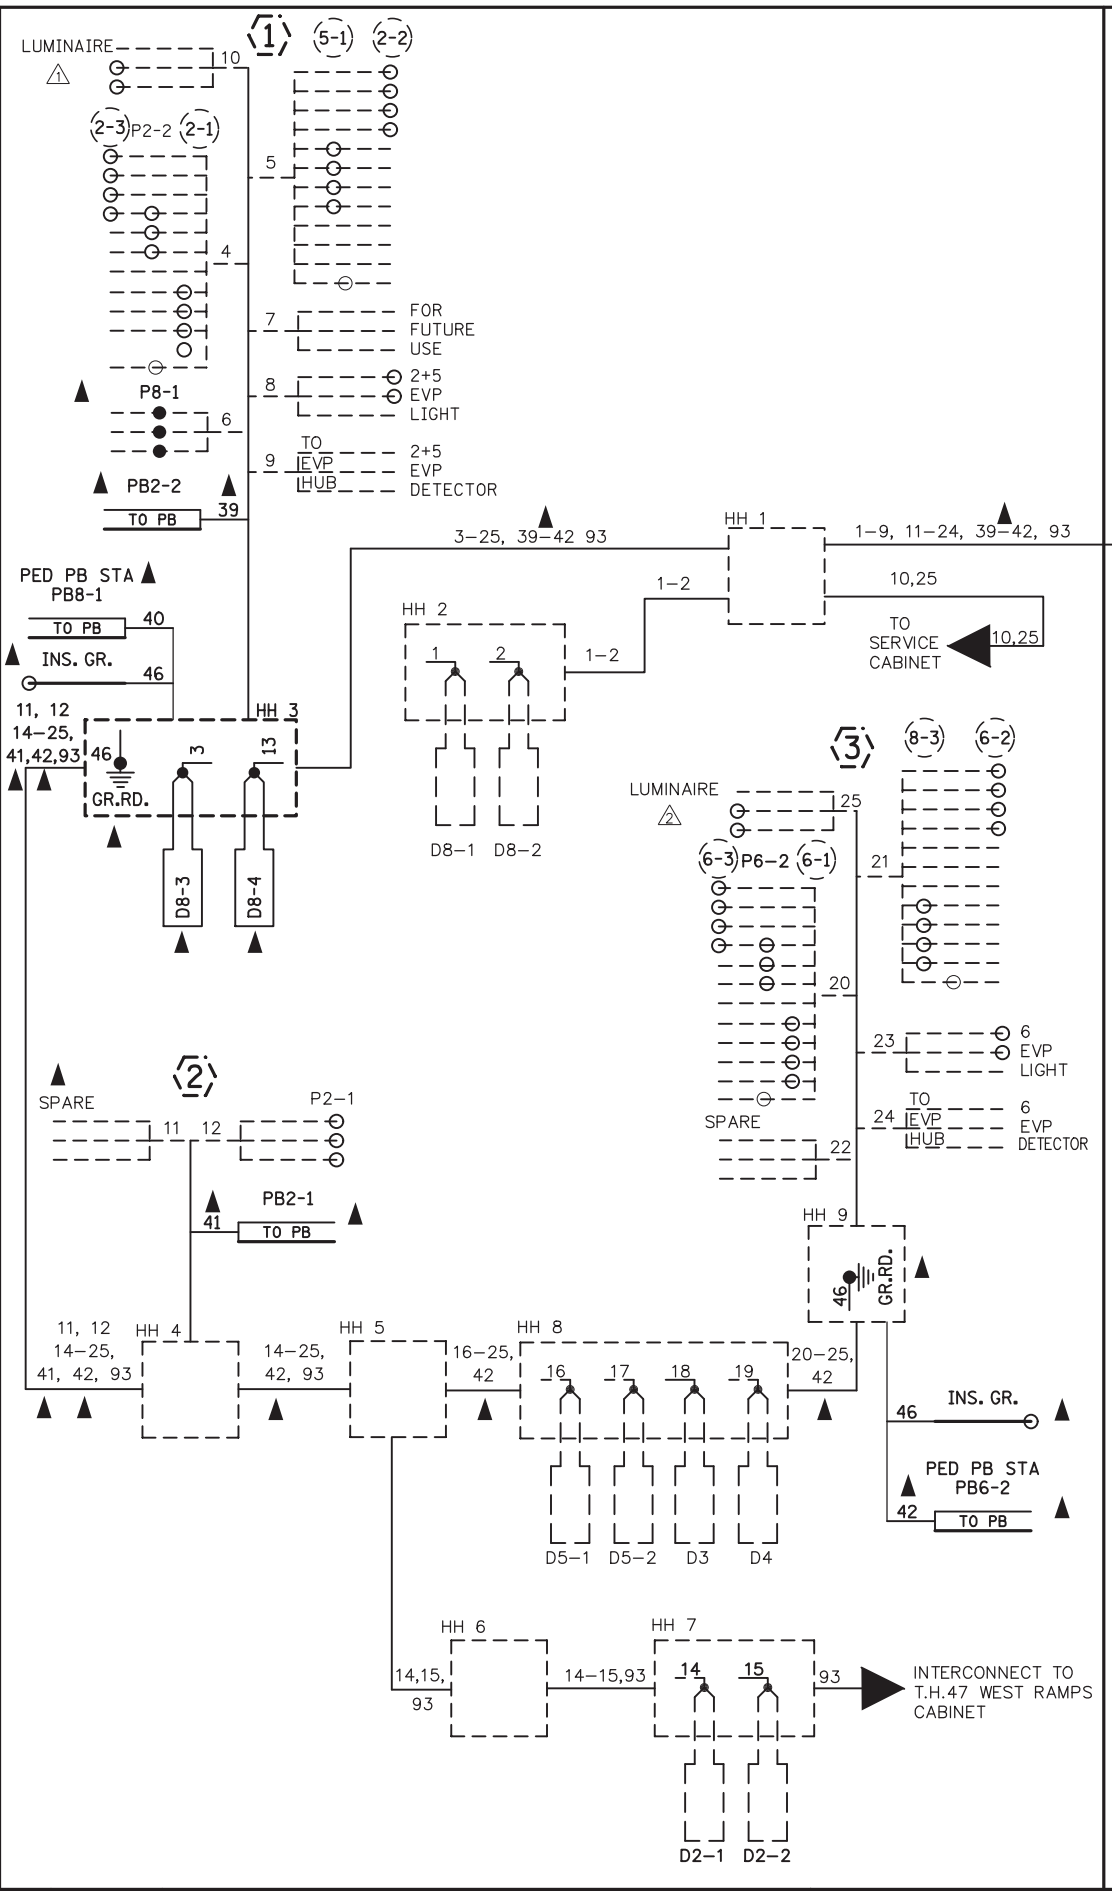 LUMINAIRE
1
10
1
5-1
2-2
2-3
P2-2
2-1
5
4
7
FOR
FUTURE
USE
8
2+5
EVP
LIGHT
P8-1
6
9
TO
EVP
HUB
2+5
EVP
DETECTOR
PB2-2
TO PB
39
3-25, 39-42 93
HH 1
1-9, 11-24, 39-42, 93
10,25
TO
SERVICE
CABINET
10,25
1-2
HH 2
1
2
1-2
D8-1
D8-2
PED PB STA
PB8-1
TO PB
40
INS. GR.
46
11, 12
14-25,
41,42,93
HH 3
46
GR.RD.
3
13
D8-3
D8-4
3
8-3
6-2
LUMINAIRE
2
25
6-3
P6-2
6-1
21
20
23
6
EVP
LIGHT
24
TO
EVP
HUB
6
EVP
DETECTOR
SPARE
22
2
SPARE
11
12
P2-1
PB2-1
41
TO PB
HH 9
46
GR.RD.
11, 12
14-25,
41, 42, 93
HH 4
14-25,
42, 93
HH 5
16-25,
42
HH 8
16
17
18
19
20-25,
42
D5-1
D5-2
D3
D4
46
INS. GR.
PED PB STA
PB6-2
42
TO PB
14,15,
93
HH 6
14-15,93
HH 7
14
15
93
INTERCONNECT TO
T.H.47 WEST RAMPS
CABINET
D2-1
D2-2